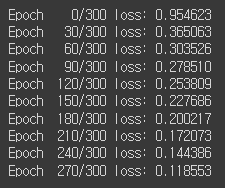 Epoch    0/300 loss: 0.954623
Epoch   30/300 loss: 0.365063
Epoch   60/300 loss: 0.303526
Epoch   90/300 loss: 0.278510
Epoch  120/300 loss: 0.253809
Epoch  150/300 loss: 0.227686
Epoch  180/300 loss: 0.200217
Epoch  210/300 loss: 0.172073
Epoch  240/300 loss: 0.144386
Epoch  270/300 loss: 0.118553